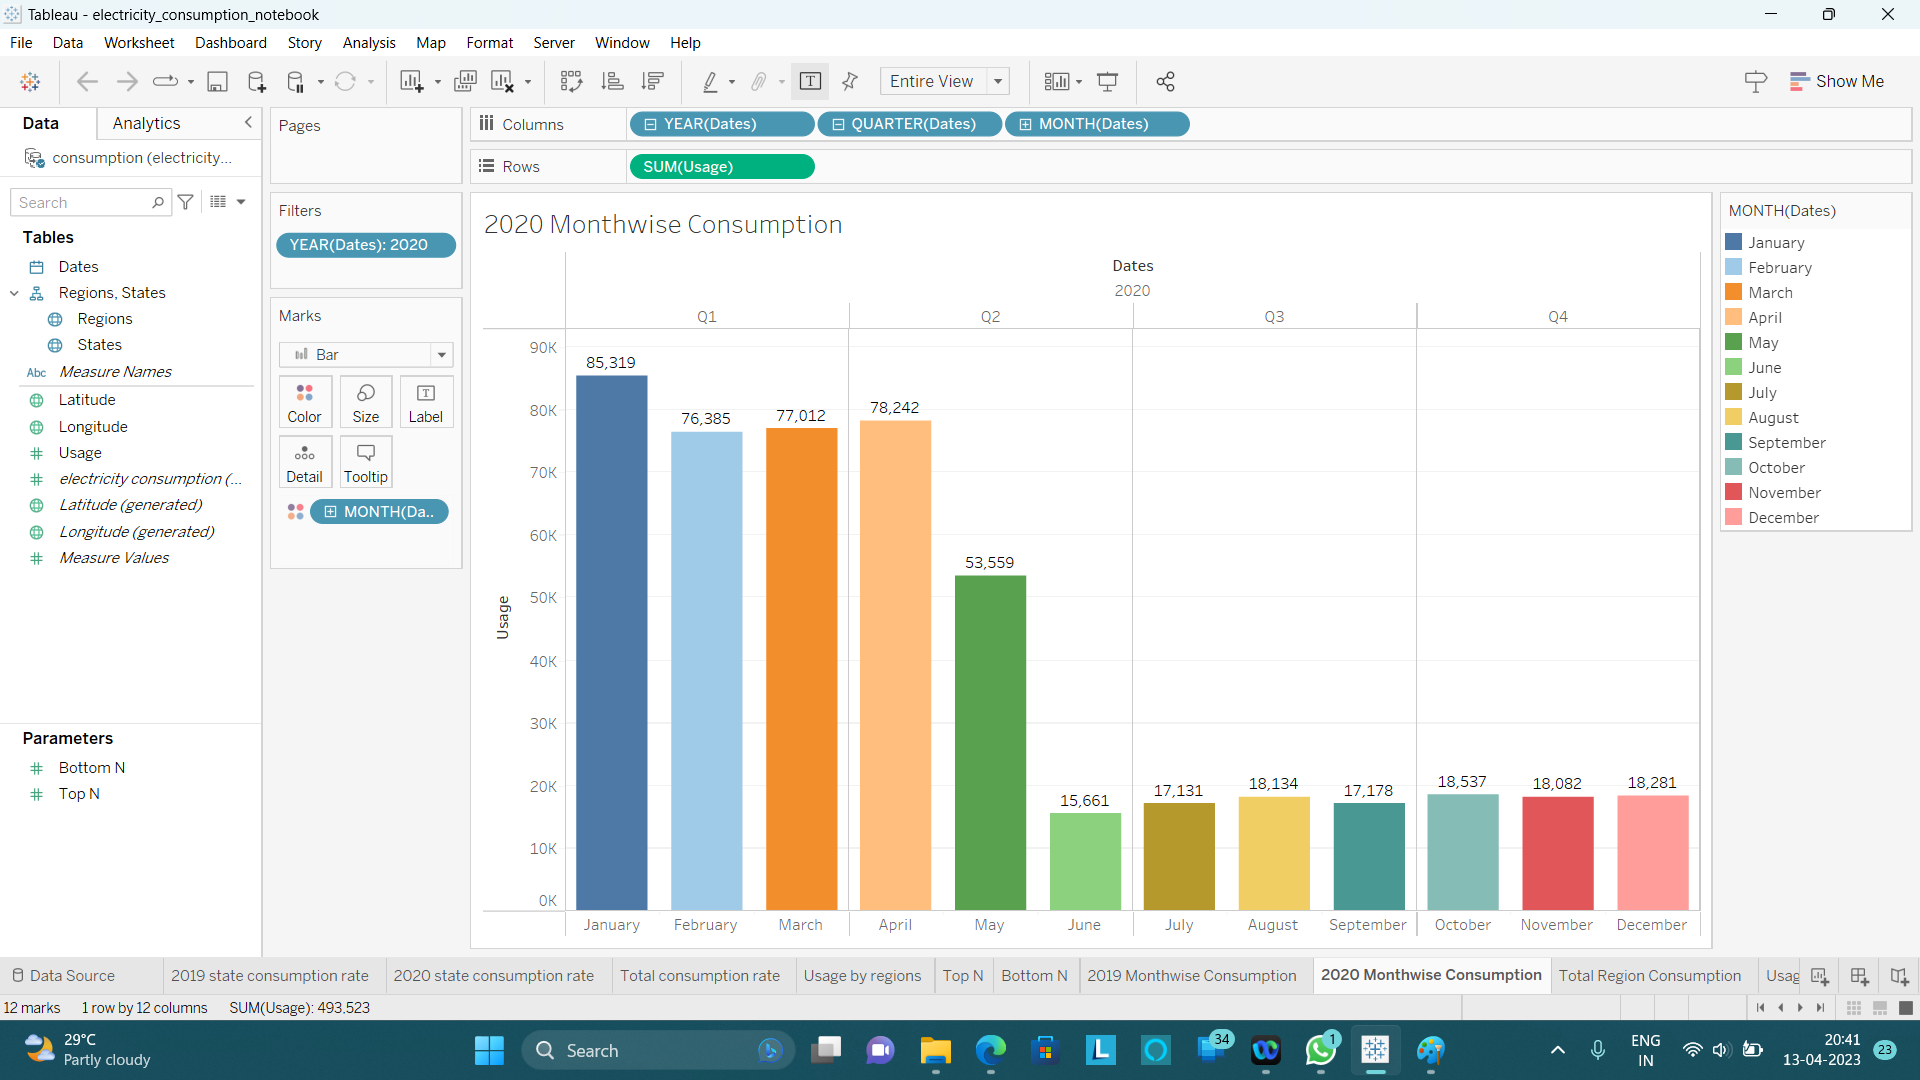 Tableau - electricity_consumption_notebook
File Data Worksheet Dashboard Story Analysis Map Format Server Window Help
Entire View
Show Me
Data Analytics
consumption (electricity...
Search
Tables
Dates
Regions, States
Regions
States
Abc Measure Names
Latitude
Longitude
Usage
electricity consumption (...
Latitude (generated)
Longitude (generated)
Measure Values
Parameters
Bottom N
Top N
Pages
Filters
YEAR(Dates): 2020
Marks
Bar
Color Size Label
Detail Tooltip
MONTH(Da..
Columns YEAR(Dates) QUARTER(Dates) MONTH(Dates)
Rows SUM(Usage)
2020 Monthwise Consumption
Dates
2020
Q1 Q2 Q3 Q4
Usage
90K
80K
70K
60K
50K
40K
30K
20K
10K
0K
85,319 76,385 77,012 78,242 53,559 15,661 17,131 18,134 17,178 18,537 18,082 18,281
January February March April May June July August September October November December
MONTH(Dates)
January
February
March
April
May
June
July
August
September
October
November
December
Data Source 2019 state consumption rate 2020 state consumption rate Total consumption rate Usage by regions Top N Bottom N 2019 Monthwise Consumption 2020 Monthwise Consumption Total Region Consumption Usag
12 marks 1 row by 12 columns SUM(Usage): 493,523
29°C
Partly cloudy
Search
L
34
1
ENG
IN
20:41
13-04-2023
23